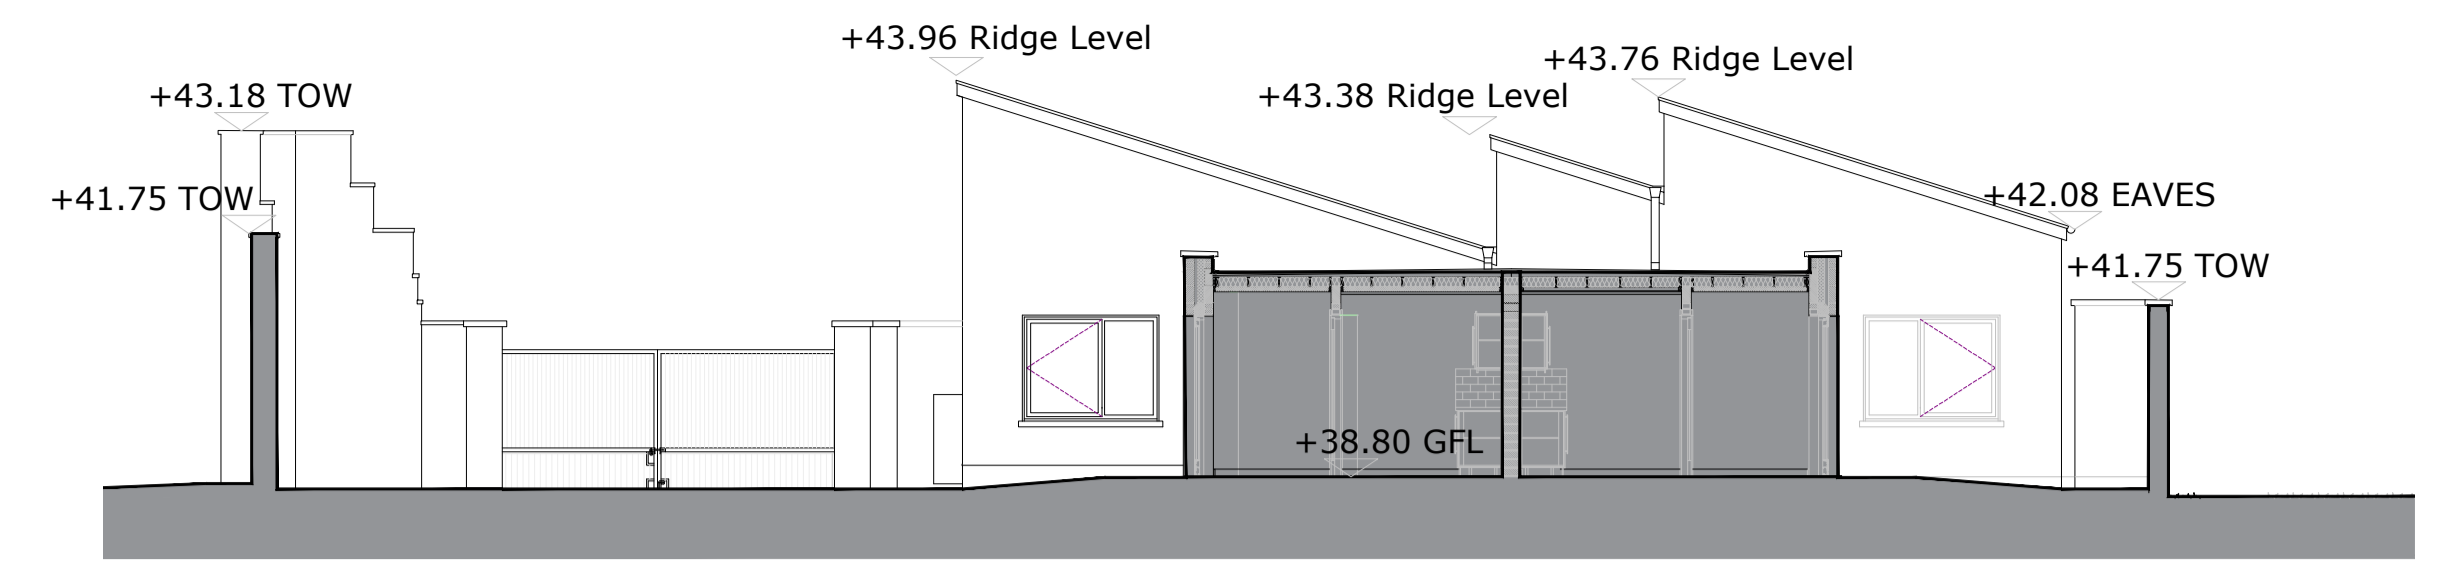 +43.96 Ridge Level
+43.76 Ridge Level
+43.18 TOW
+43.38 Ridge Level
+41.75 TOW
+42.08 EAVES
+41.75 TOW
+38.80 GFL